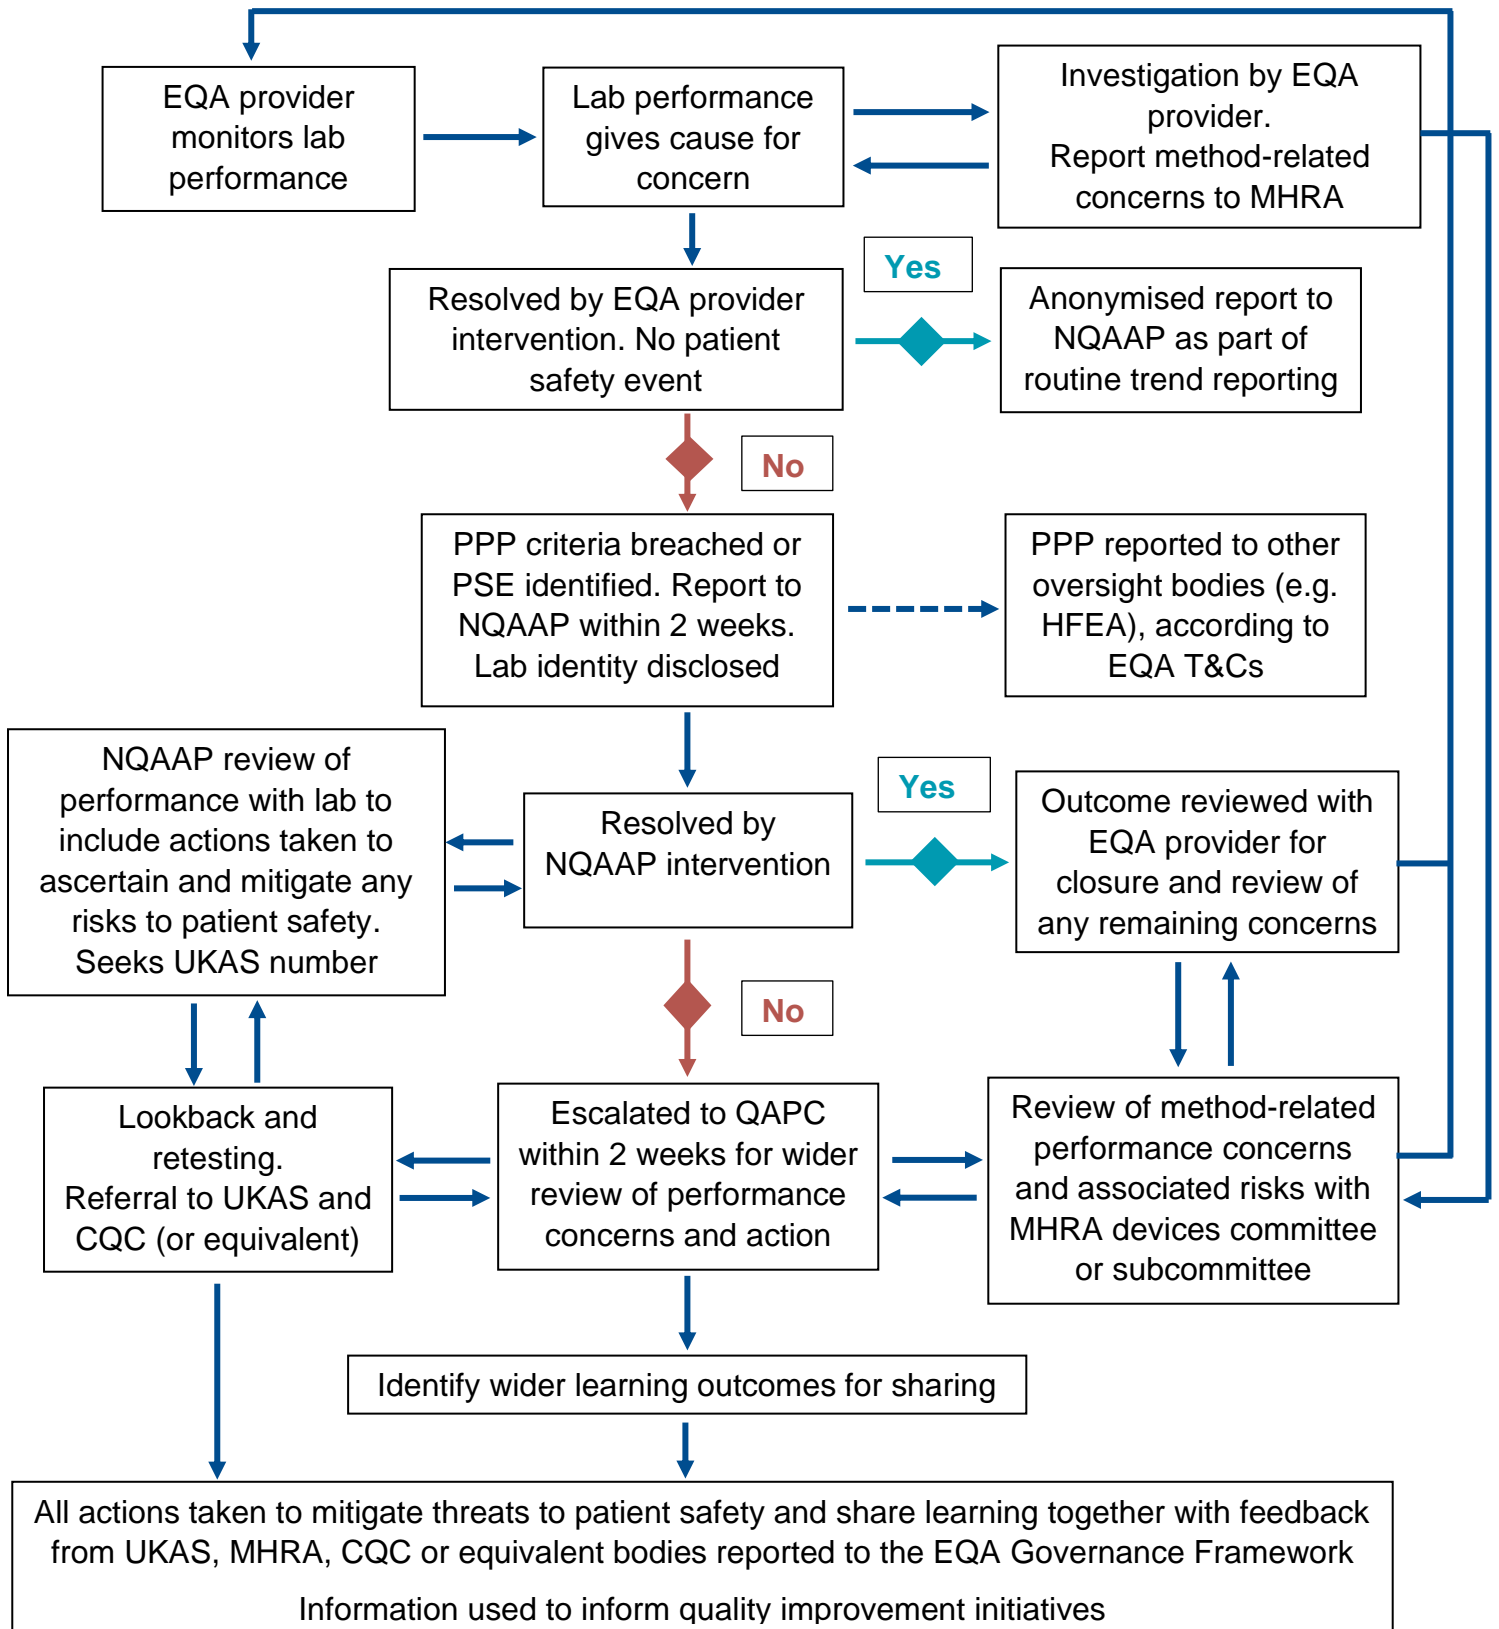 EQA provider
monitors lab
performance
Lab performance
gives cause for
concern
Investigation by EQA
provider.
Report method-related
concerns to MHRA
Resolved by EQA provider
intervention. No patient
safety event
Yes
Anonymised report to
NQAAP as part of
routine trend reporting
No
PPP criteria breached or
PSE identified. Report to
NQAAP within 2 weeks.
Lab identity disclosed
PPP reported to other
oversight bodies (e.g.
HFEA), according to
EQA T&Cs
NQAAP review of
performance with lab to
include actions taken to
ascertain and mitigate any
risks to patient safety.
Seeks UKAS number
Resolved by
NQAAP intervention
Yes
Outcome reviewed with
EQA provider for
closure and review of
any remaining concerns
No
Lookback and
retesting.
Referral to UKAS and
CQC (or equivalent)
Escalated to QAPC
within 2 weeks for wider
review of performance
concerns and action
Review of method-related
performance concerns
and associated risks with
MHRA devices committee
or subcommittee
Identify wider learning outcomes for sharing
All actions taken to mitigate threats to patient safety and share learning together with feedback
from UKAS, MHRA, CQC or equivalent bodies reported to the EQA Governance Framework
Information used to inform quality improvement initiatives